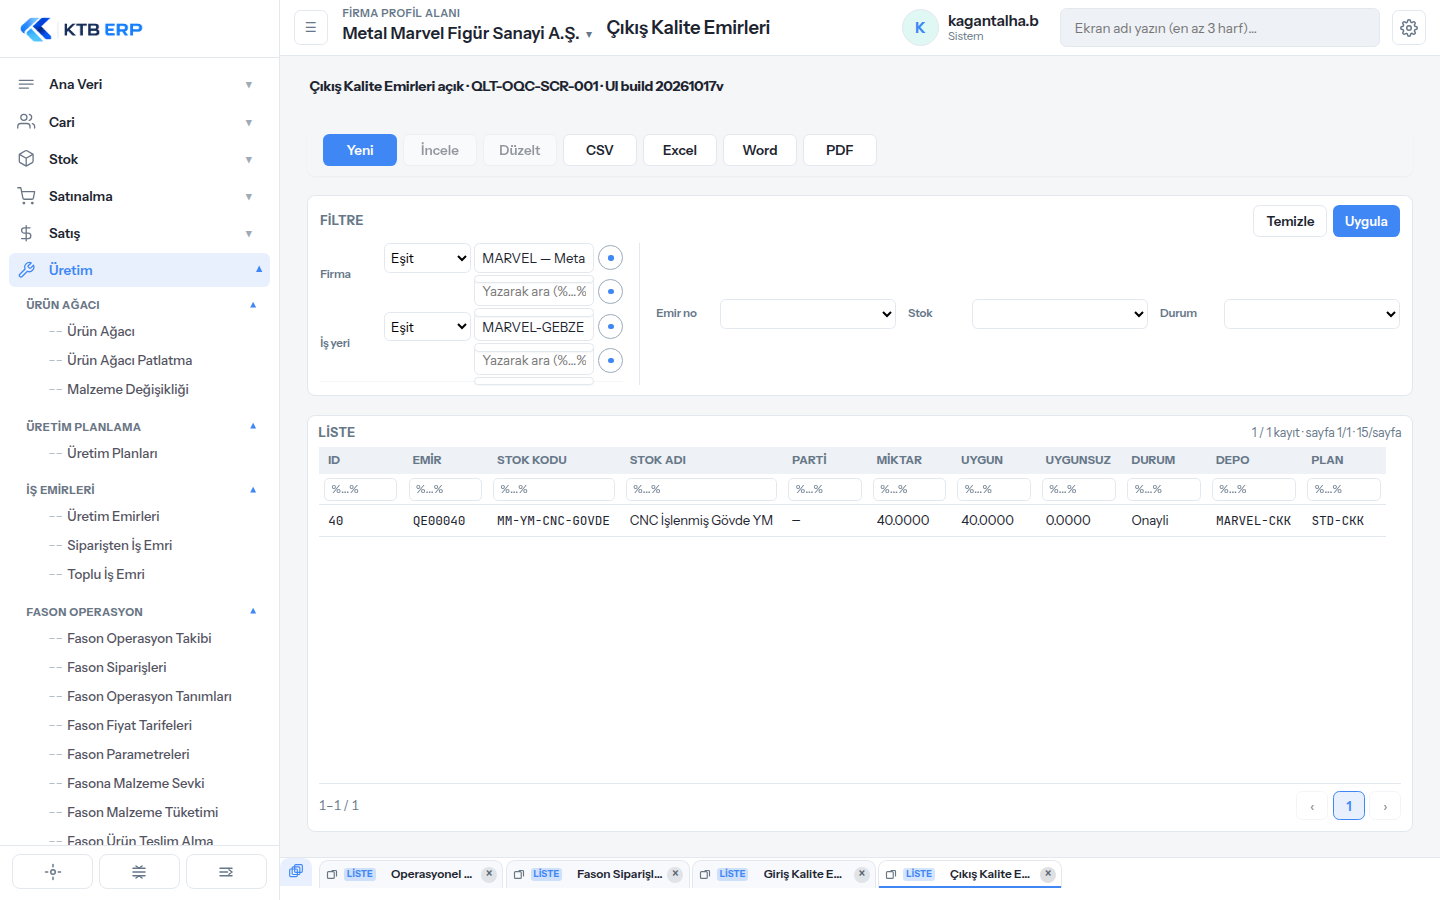 KTB ERP
Ana Veri
Cari
Stok
Satınalma
Satış
Üretim
ÜRÜN AĞACI
Ürün Ağacı
Ürün Ağacı Patlatma
Malzeme Değişikliği
ÜRETİM PLANLAMA
Üretim Planları
İŞ EMİRLERİ
Üretim Emirleri
Siparişten İş Emri
Toplu İş Emri
FASON OPERASYON
Fason Operasyon Takibi
Fason Siparişleri
Fason Operasyon Tanımları
Fason Fiyat Tarifeleri
Fason Parametreleri
Fasona Malzeme Sevki
Fason Malzeme Tüketimi
Fason Ürün Teslim Alma
FİRMA PROFİL ALANI
Metal Marvel Figür Sanayi A.Ş. Çıkış Kalite Emirleri
K kagantalha.b
Sistem
Ekran adı yazın (en az 3 harf)...
Çıkış Kalite Emirleri açık · QLT-OQC-SCR-001 · UI build 20261017v
Yeni İncele Düzelt CSV Excel Word PDF
FİLTRE Temizle Uygula
Firma Eşit MARVEL — Meta
Yazarak ara (%...%
İş yeri Eşit MARVEL-GEBZE
Yazarak ara (%...%
Emir no Stok Durum
LİSTE 1 / 1 kayıt · sayfa 1/1 · 15/sayfa
ID EMİR STOK KODU STOK ADI PARTİ MİKTAR UYGUN UYGUNSUZ DURUM DEPO PLAN
%...% %...% %...% %...% %...% %...% %...% %...% %...% %...% %...%
40 QE00040 MM-YM-CNC-GOVDE CNC İşlenmiş Gövde YM — 40.0000 40.0000 0.0000 Onayli MARVEL-CKK STD-CKK
1–1 / 1 ‹ 1 ›
LİSTE Operasyonel ... × LİSTE Fason Siparişl... × LİSTE Giriş Kalite E... × LİSTE Çıkış Kalite E... ×